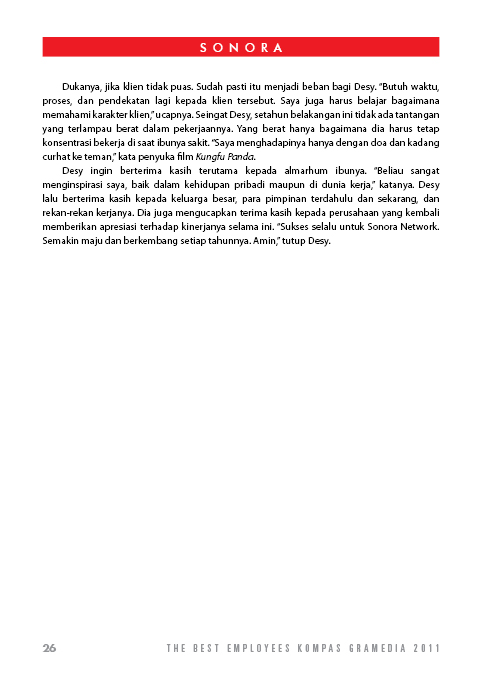 SONORA
Dukanya, jika klien tidak puas. Sudah pasti itu menjadi beban bagi Desy. “Butuh waktu,
proses, dan pendekatan lagi kepada klien tersebut. Saya juga harus belajar bagaimana
memahami karakter klien,” ucapnya. Seingat Desy, setahun belakangan ini tidak ada tantangan
yang terlampau berat dalam pekerjaannya. Yang berat hanya bagaimana dia harus tetap
konsentrasi bekerja di saat ibunya sakit. “Saya menghadapinya hanya dengan doa dan kadang
curhat ke teman,” kata penyuka film Kungfu Panda.
Desy ingin berterima kasih terutama kepada almarhum ibunya. “Beliau sangat
menginspirasi saya, baik dalam kehidupan pribadi maupun di dunia kerja,” katanya. Desy
lalu berterima kasih kepada keluarga besar, para pimpinan terdahulu dan sekarang, dan
rekan-rekan kerjanya. Dia juga mengucapkan terima kasih kepada perusahaan yang kembali
memberikan apresiasi terhadap kinerjanya selama ini. “Sukses selalu untuk Sonora Network.
Semakin maju dan berkembang setiap tahunnya. Amin,” tutup Desy.
26 THE BEST EMPLOYEES KOMPAS GRAMEDIA 2011